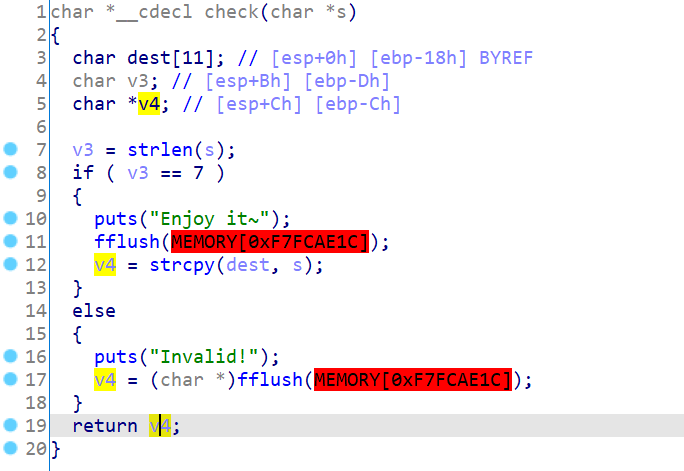 1 char *__cdecl check(char *s)
2 {
3 char dest[11]; // [esp+0h] [ebp-18h] BYREF
4 char v3; // [esp+Bh] [ebp-Dh]
5 char *v4; // [esp+Ch] [ebp-Ch]
6
7 v3 = strlen(s);
8 if ( v3 == 7 )
9 {
10 puts("Enjoy it~");
11 fflush(MEMORY[0xF7FCAE1C]);
12 v4 = strcpy(dest, s);
13 }
14 else
15 {
16 puts("Invalid!");
17 v4 = (char *)fflush(MEMORY[0xF7FCAE1C]);
18 }
19 return v4;
20 }